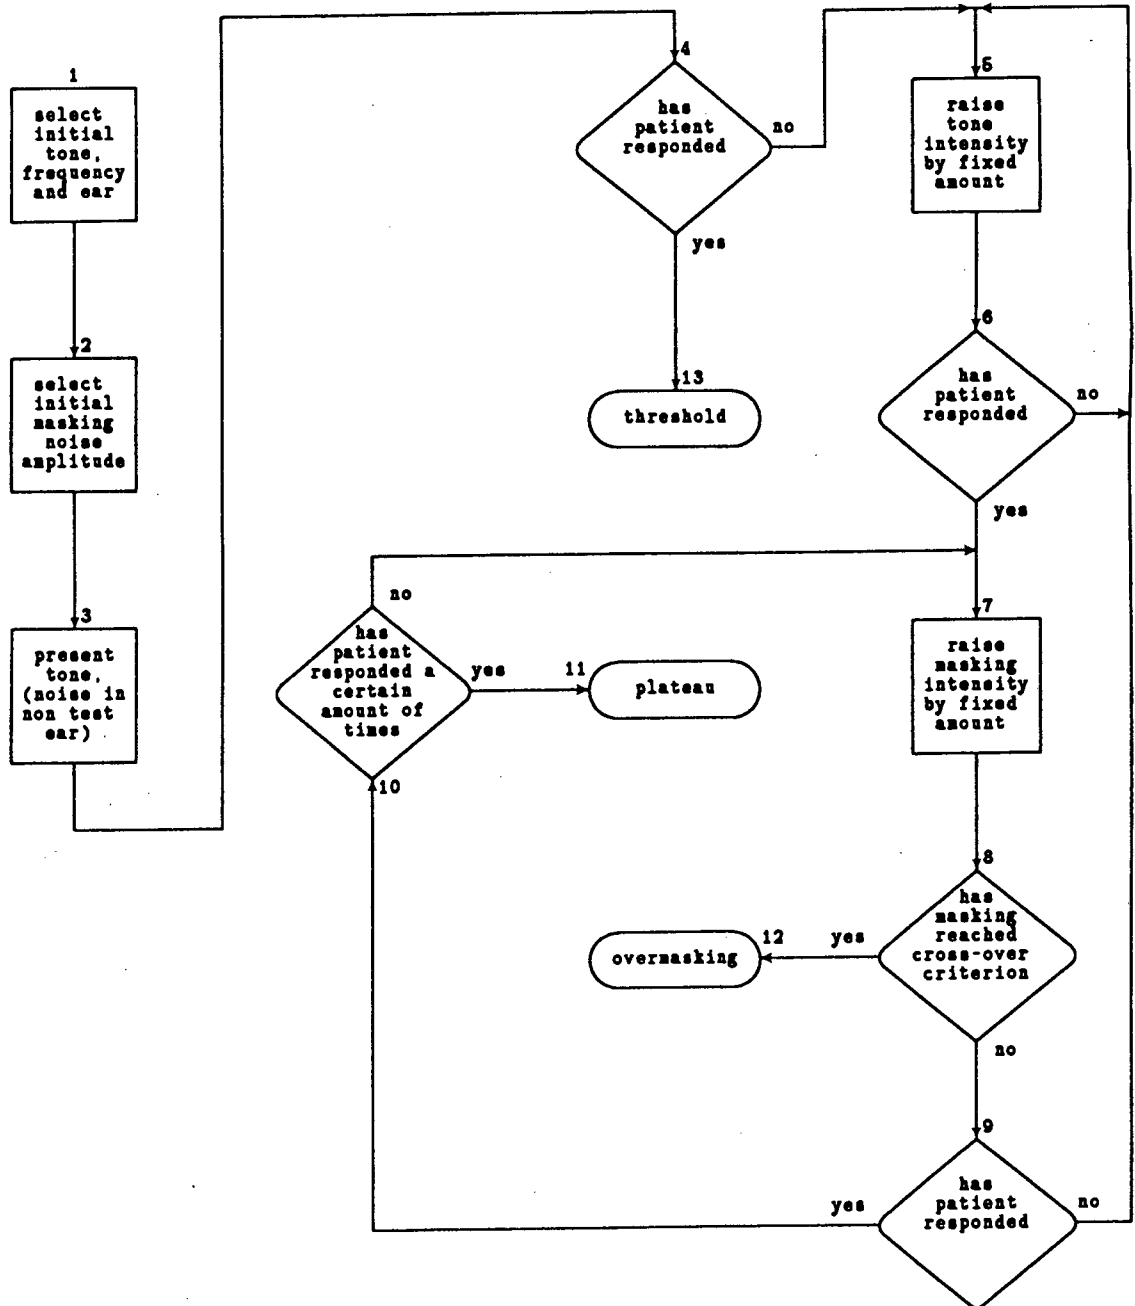 1
select
initial
tone,
frequency
and ear
2
select
initial
masking
noise
amplitude
3
present
tone,
(noise in
non test
ear)
4
has
patient
responded
no
yes
13
threshold
5
raise
tone
intensity
by fixed
amount
6
has
patient
responded
no
yes
7
raise
masking
intensity
by fixed
amount
8
has
masking
reached
cross-over
criterion
yes
12
overmasking
no
9
has
patient
responded
no
yes
10
has
patient
responded a
certain
amount of
times
no
yes
11
plateau